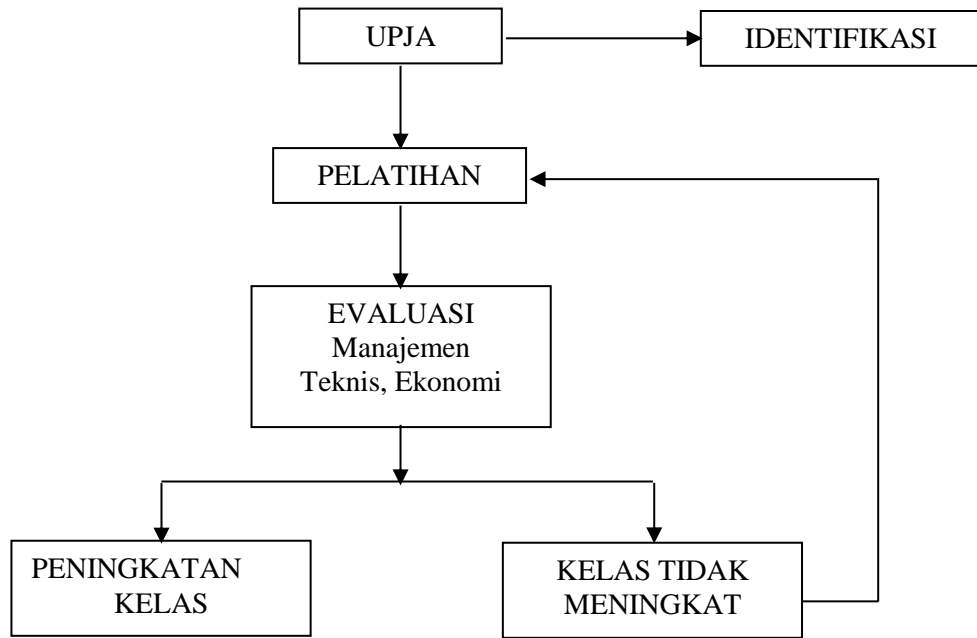 UPJA
IDENTIFIKASI
PELATIHAN
EVALUASI
Manajemen
Teknis, Ekonomi
PENINGKATAN
KELAS
KELAS TIDAK
MENINGKAT